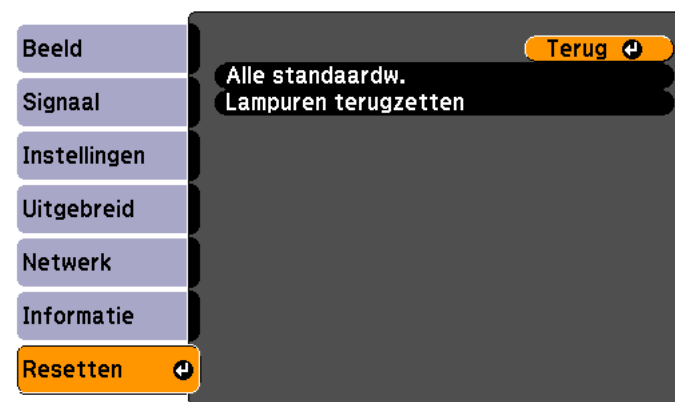 Beeld
Signaal
Instellingen
Uitgebreid
Netwerk
Informatie
Resetten
Terug
Alle standaardw.
Lampuren terugzetten